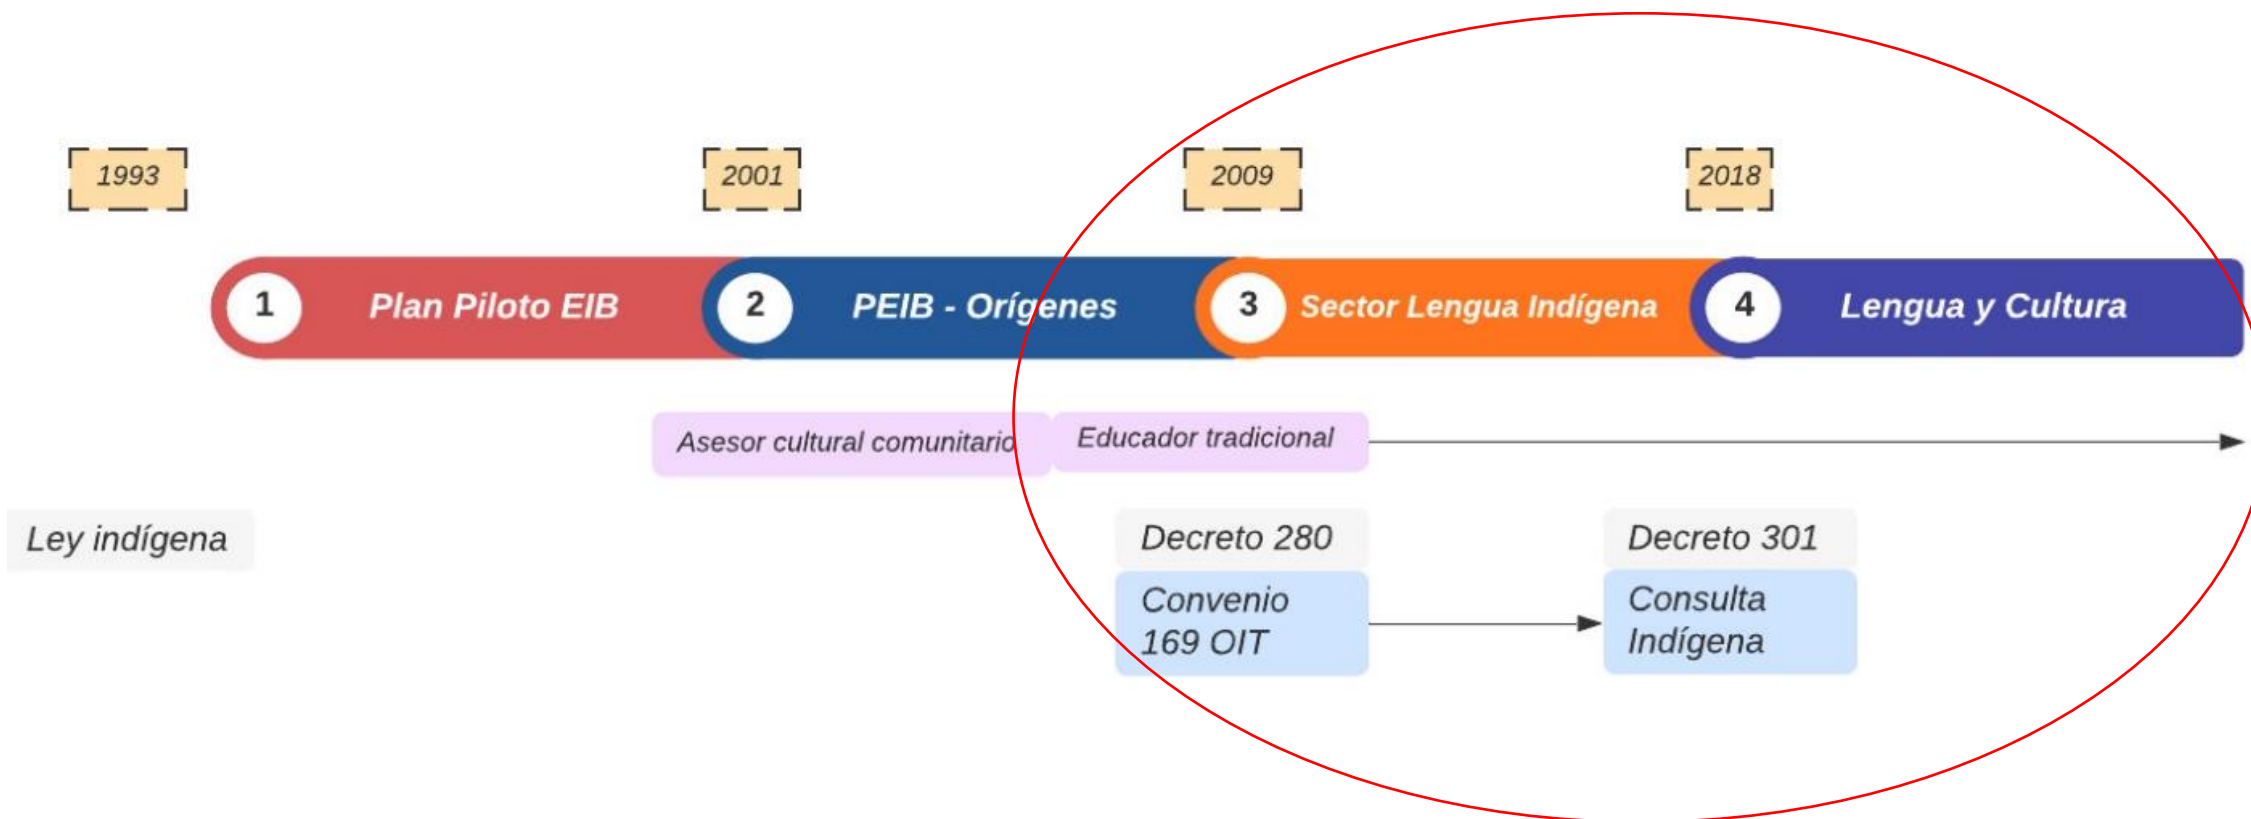 1993
2001
2009
2018
1
Plan Piloto EIB
2
PEIB - Orígenes
3
Sector Lengua Indígena
4
Lengua y Cultura
Asesor cultural comunitario
Educador tradicional
Ley indígena
Decreto 280
Decreto 301
Convenio
169 OIT
Consulta
Indígena